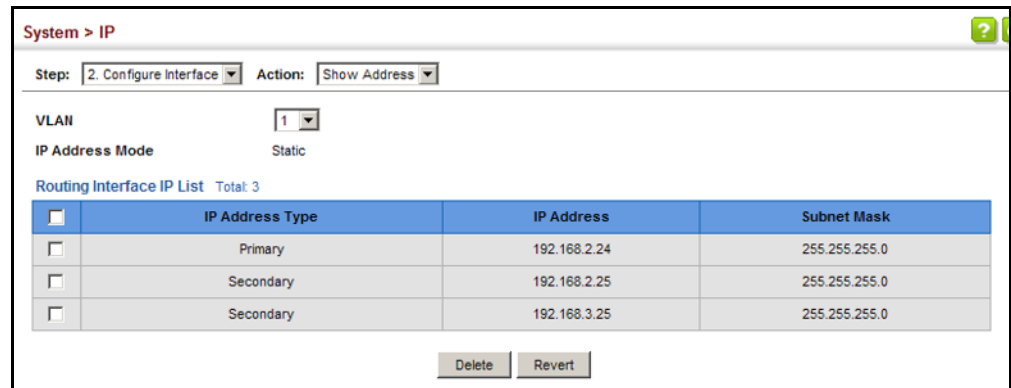 System > IP ?
Step: 2. Configure Interface Action: Show Address
VLAN 1
IP Address Mode Static
Routing Interface IP List Total: 3
IP Address Type IP Address Subnet Mask
Primary 192.168.2.24 255.255.255.0
Secondary 192.168.2.25 255.255.255.0
Secondary 192.168.3.25 255.255.255.0
Delete Revert